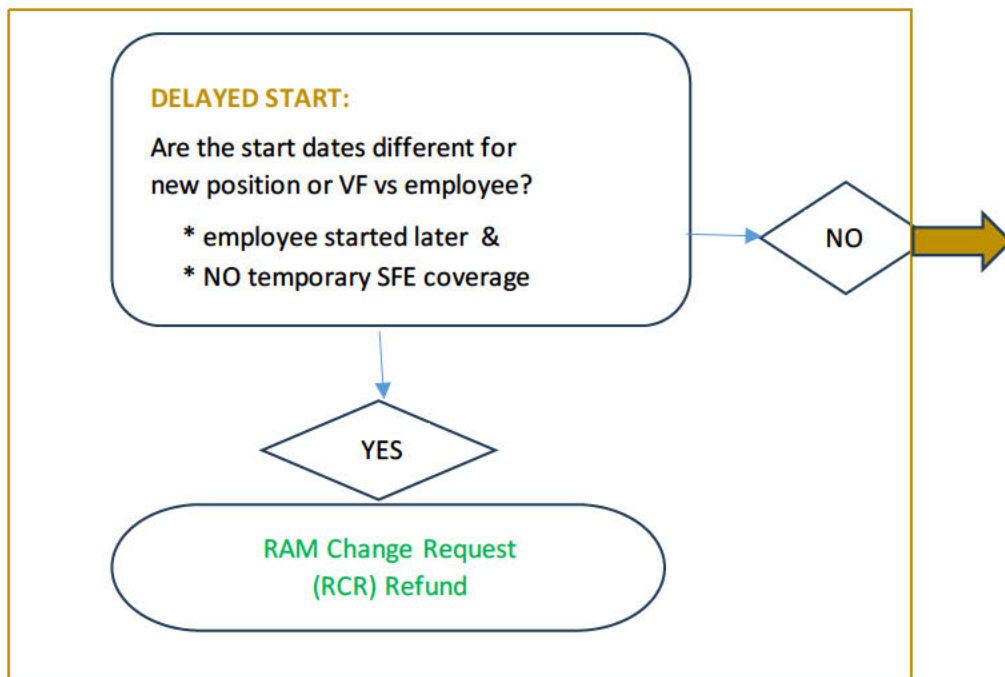 DELAYED START:
Are the start dates different for
new position or VF vs employee?
* employee started later &
* NO temporary SFE coverage
NO
YES
RAM Change Request
(RCR) Refund